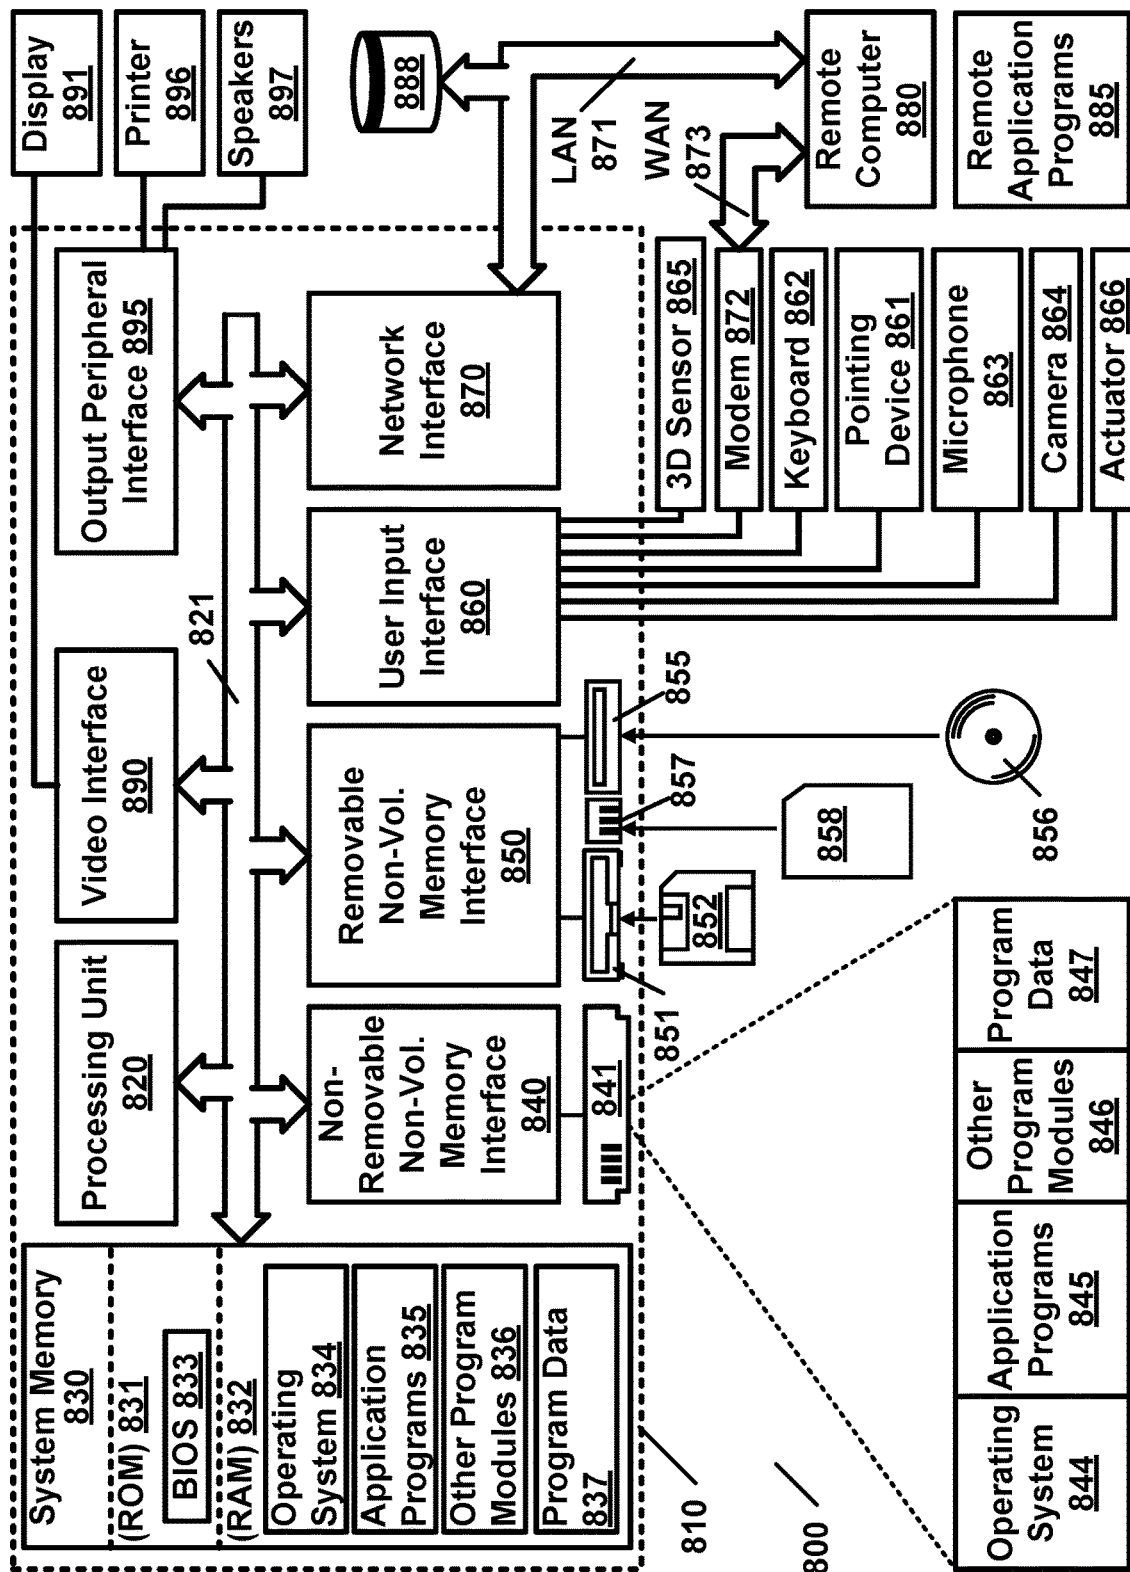 System Memory
830
(ROM) 831
BIOS 833
(RAM) 832
Operating
System 834
Application
Programs 835
Other Program
Modules 836
Program Data
837
Processing Unit
820
Video Interface
890
Output Peripheral
Interface 895
821
Non-
Removable
Non-Vol.
Memory
Interface
840
Removable
Non-Vol.
Memory
Interface
850
User Input
Interface
860
Network
Interface
870
Display
891
Printer
896
Speakers
897
888
LAN
871
WAN
873
Remote
Computer
880
Remote
Application
Programs
885
841
851
857
855
852
858
856
3D Sensor 865
Modem 872
Keyboard 862
Pointing
Device 861
Microphone
863
Camera 864
Actuator 866
810
800
Operating
System
844
Application
Programs
845
Other
Program
Modules
846
Program
Data
847